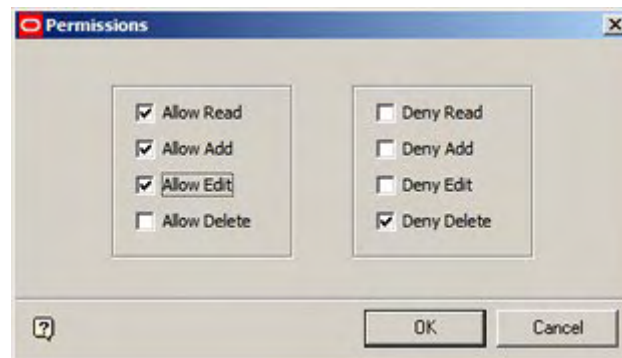 Permissions
Allow Read
Allow Add
Allow Edit
Allow Delete
Deny Read
Deny Add
Deny Edit
Deny Delete
OK
Cancel